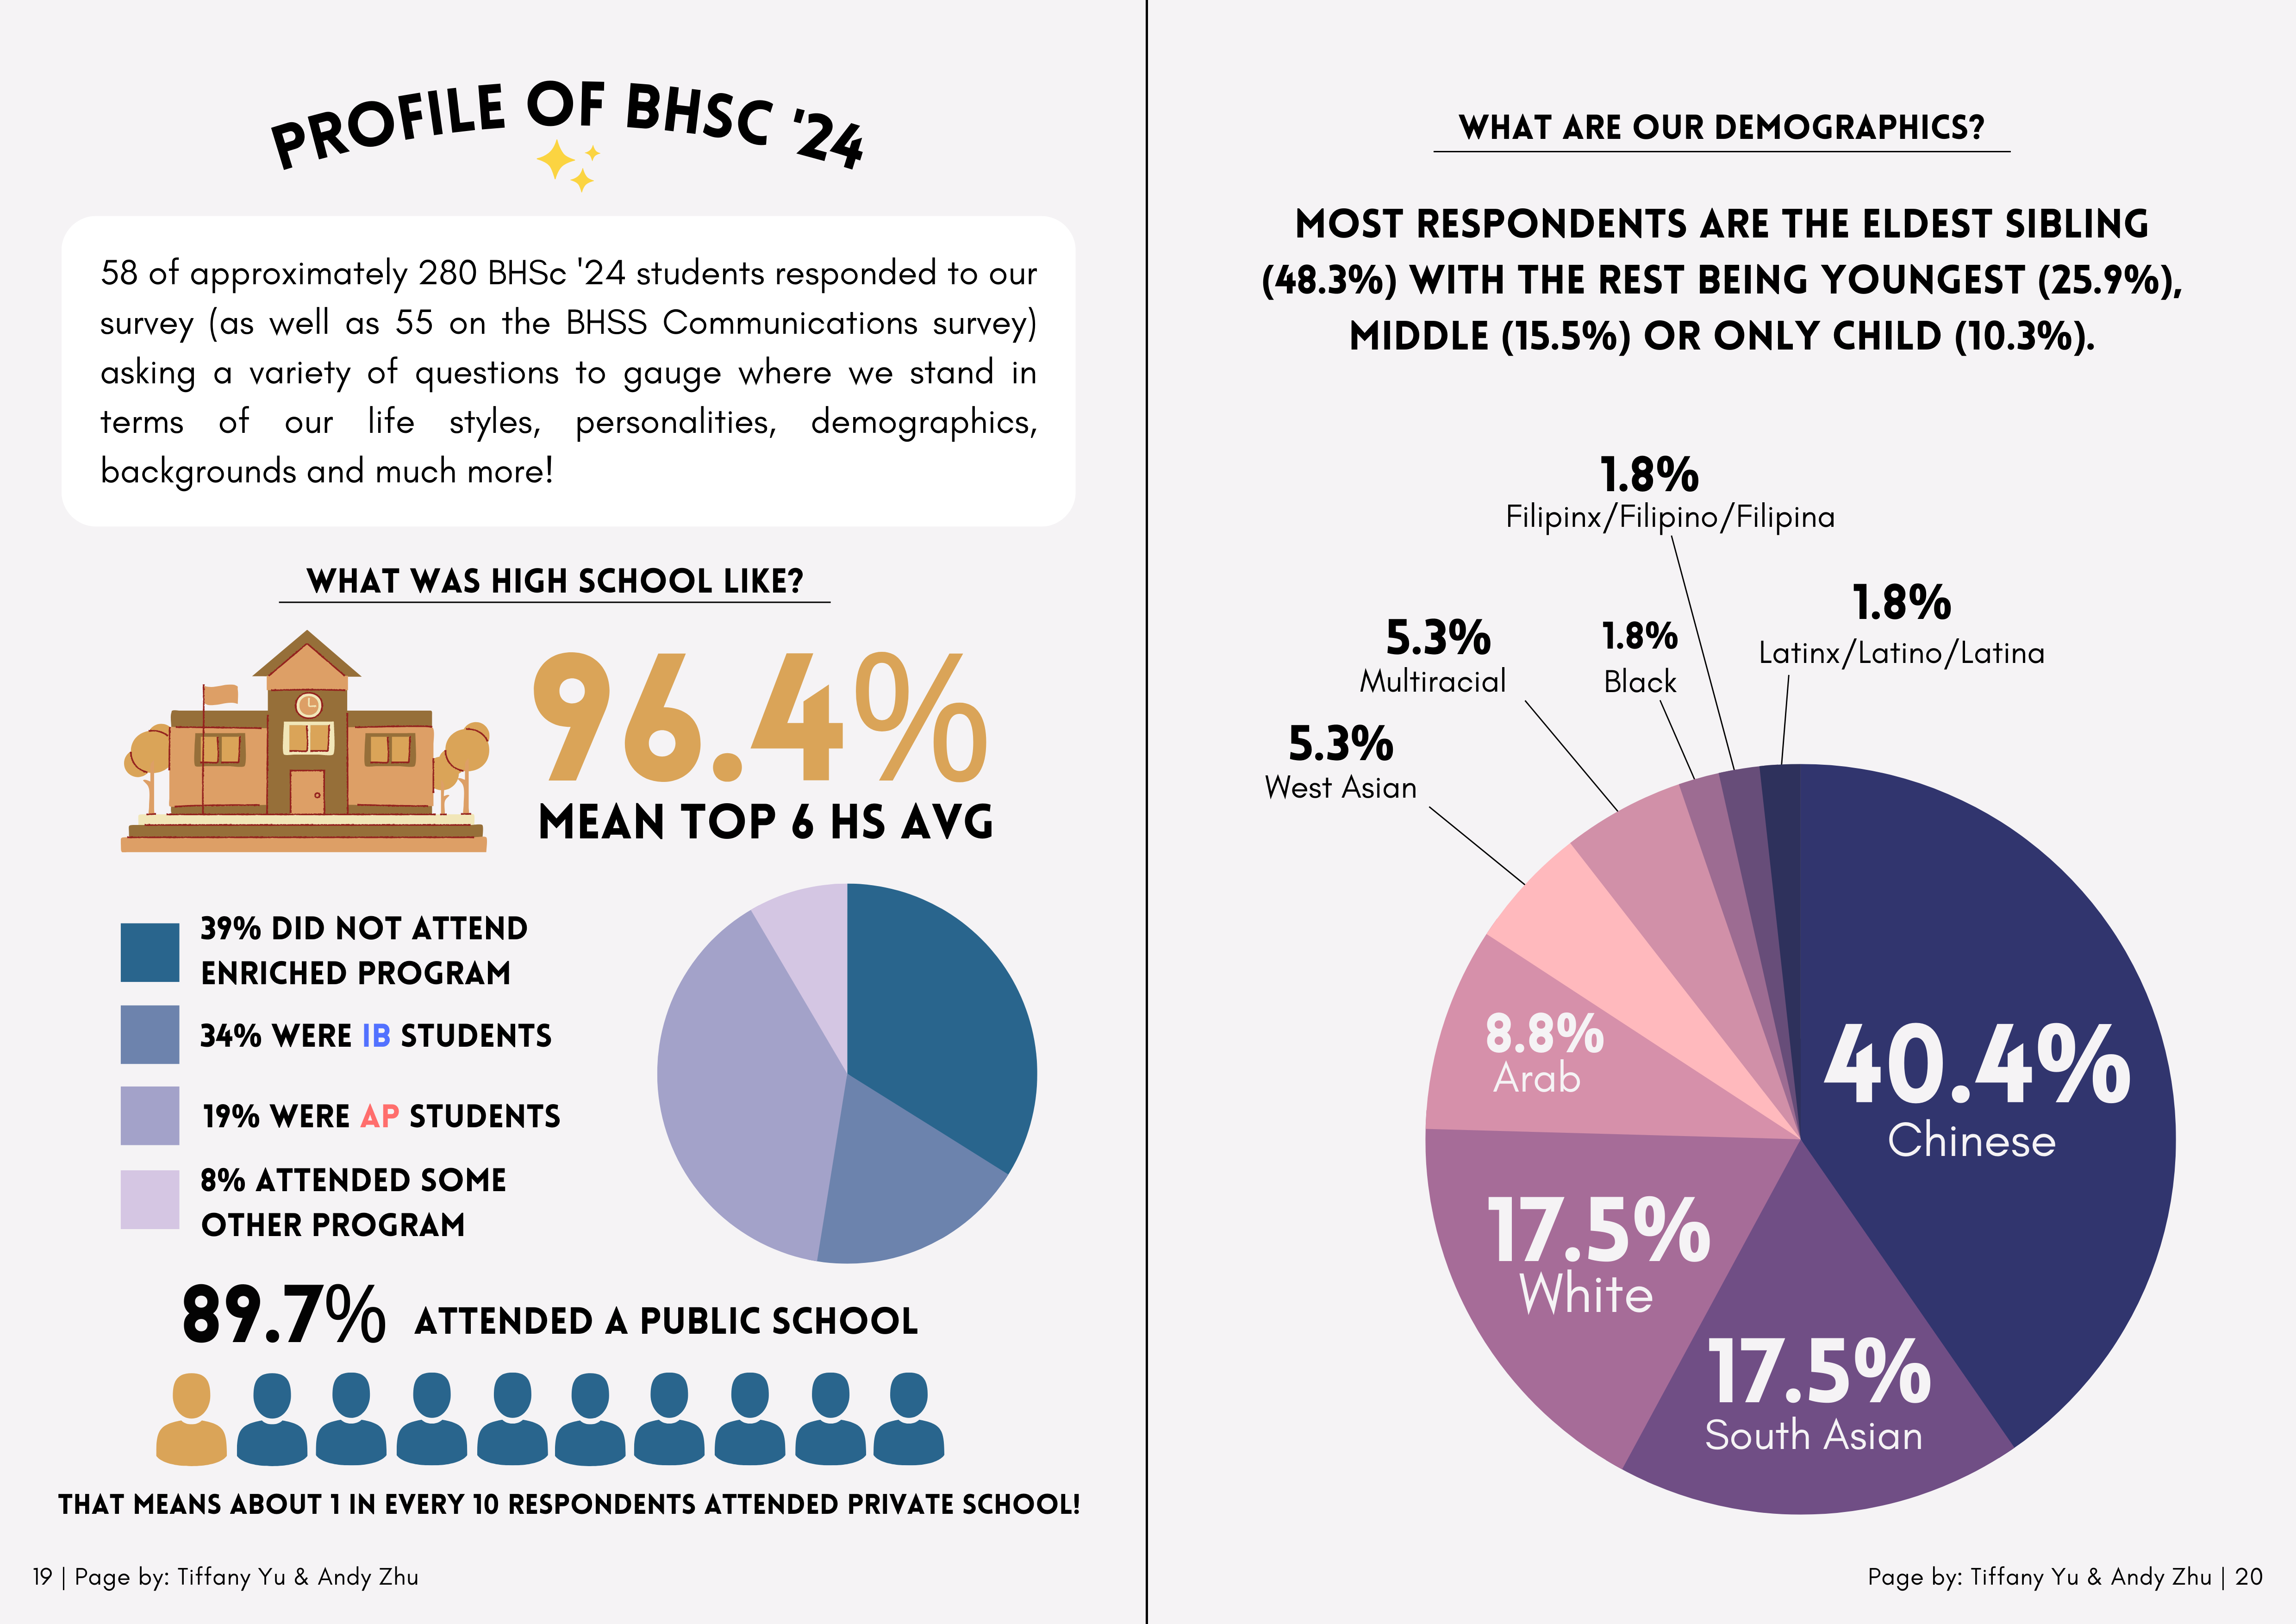 PROFILE OF BHSC '24
58 of approximately 280 BHSc '24 students responded to our
survey (as well as 55 on the BHSS Communications survey)
asking a variety of questions to gauge where we stand in
terms of our life styles, personalities, demographics,
backgrounds and much more!
WHAT WAS HIGH SCHOOL LIKE?
96.4%
MEAN TOP 6 HS AVG
39% DID NOT ATTEND
ENRICHED PROGRAM
34% WERE IB STUDENTS
19% WERE AP STUDENTS
8% ATTENDED SOME
OTHER PROGRAM
89.7% ATTENDED A PUBLIC SCHOOL
THAT MEANS ABOUT 1 IN EVERY 10 RESPONDENTS ATTENDED PRIVATE SCHOOL!
19 | Page by: Tiffany Yu & Andy Zhu
WHAT ARE OUR DEMOGRAPHICS?
MOST RESPONDENTS ARE THE ELDEST SIBLING
(48.3%) WITH THE REST BEING YOUNGEST (25.9%),
MIDDLE (15.5%) OR ONLY CHILD (10.3%).
1.8%
Filipinx/Filipino/Filipina
1.8%
Latinx/Latino/Latina
5.3%
Multiracial
1.8%
Black
5.3%
West Asian
8.8%
Arab
40.4%
Chinese
17.5%
White
17.5%
South Asian
Page by: Tiffany Yu & Andy Zhu | 20